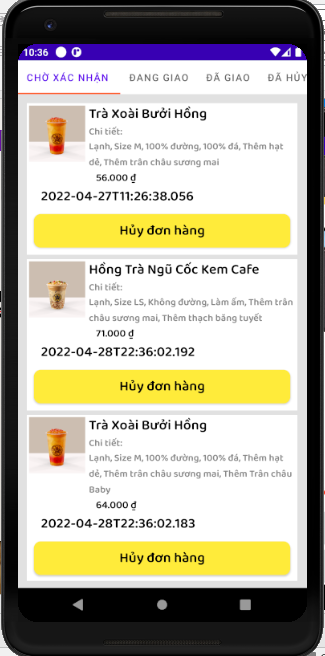 10:36
CHỜ XÁC NHẬN ĐANG GIAO ĐÃ GIAO ĐÃ HỦY
Trà Xoài Bưởi Hồng
Chi tiết:
Lạnh, Size M, 100% đường, 100% đá, Thêm hạt
dẻ, Thêm trân châu sương mai
56.000 ₫
2022-04-27T11:26:38.056
Hủy đơn hàng
Hồng Trà Ngũ Cốc Kem Cafe
Chi tiết:
Lạnh, Size LS, Không đường, Làm ấm, Thêm trân
châu sương mai, Thêm thạch băng tuyết
71.000 ₫
2022-04-28T22:36:02.192
Hủy đơn hàng
Trà Xoài Bưởi Hồng
Chi tiết:
Lạnh, Size M, 100% đường, 100% đá, Thêm hạt
dẻ, Thêm trân châu sương mai, Thêm Trân châu
Baby
64.000 ₫
2022-04-28T22:36:02.183
Hủy đơn hàng